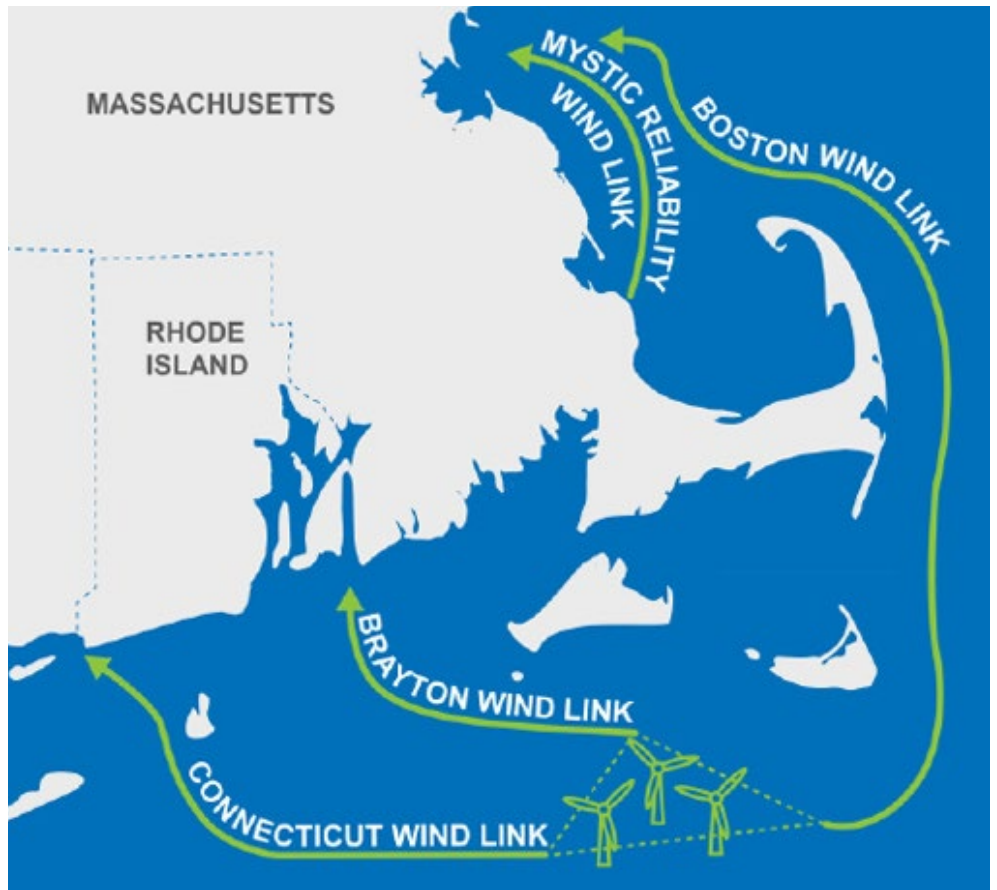 MASSACHUSETTS
MYSTIC RELIABILITY
WIND LINK
BOSTON WIND LINK
RHODE
ISLAND
BRAYTON WIND LINK
CONNECTICUT WIND LINK